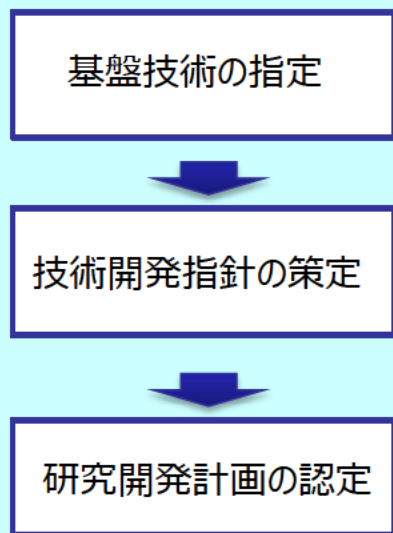 基盤技術の指定
技術開発指針の策定
研究開発計画の認定